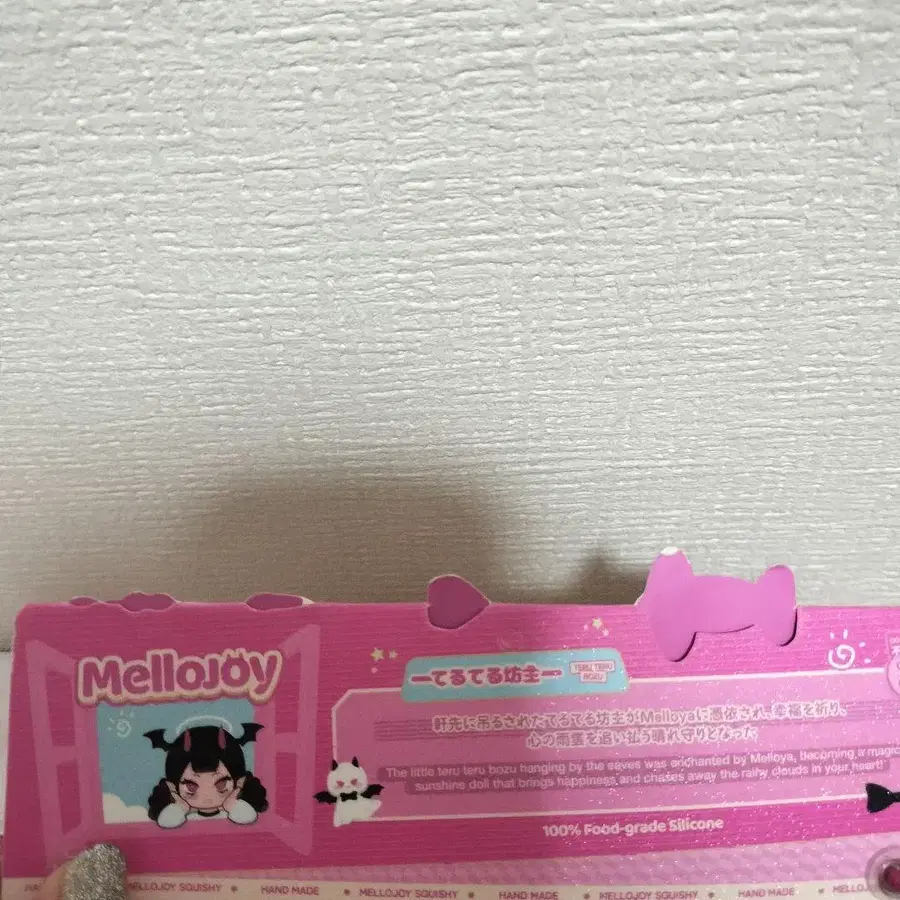 MellOJOy
てるてる坊主
TERU TERU
BOZU
軒先に吊るされたてるてる坊主がMelloyaに憑依され、幸福を祈り、
心の雨雲を追い払う晴れ守りとなった。
The little teru teru bozu hanging by the eaves was enchanted by Melloya, becoming a magic
sunshine doll that brings happiness and chases away the rainy clouds in your heart!
100% Food-grade Silicone
MELLOJOY SQUISHY HAND MADE MELLOJOY SQUISHY HAND MADE MELLOJOY SQUISHY HAND MADE